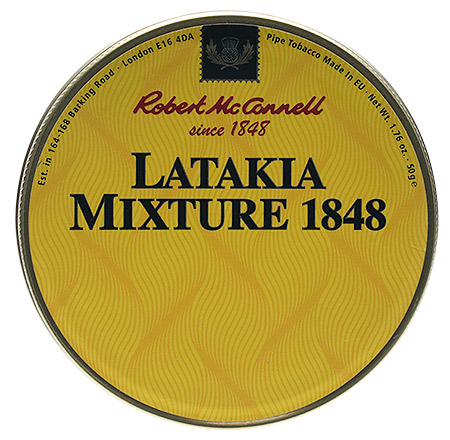 Est. in 164-168 Barking Road · London E16 4DA
Pipe Tobacco Made in EU · Net Wt. 1.76 oz. · 50g e
Robert McConnell
since 1848
LATAKIA
MIXTURE 1848